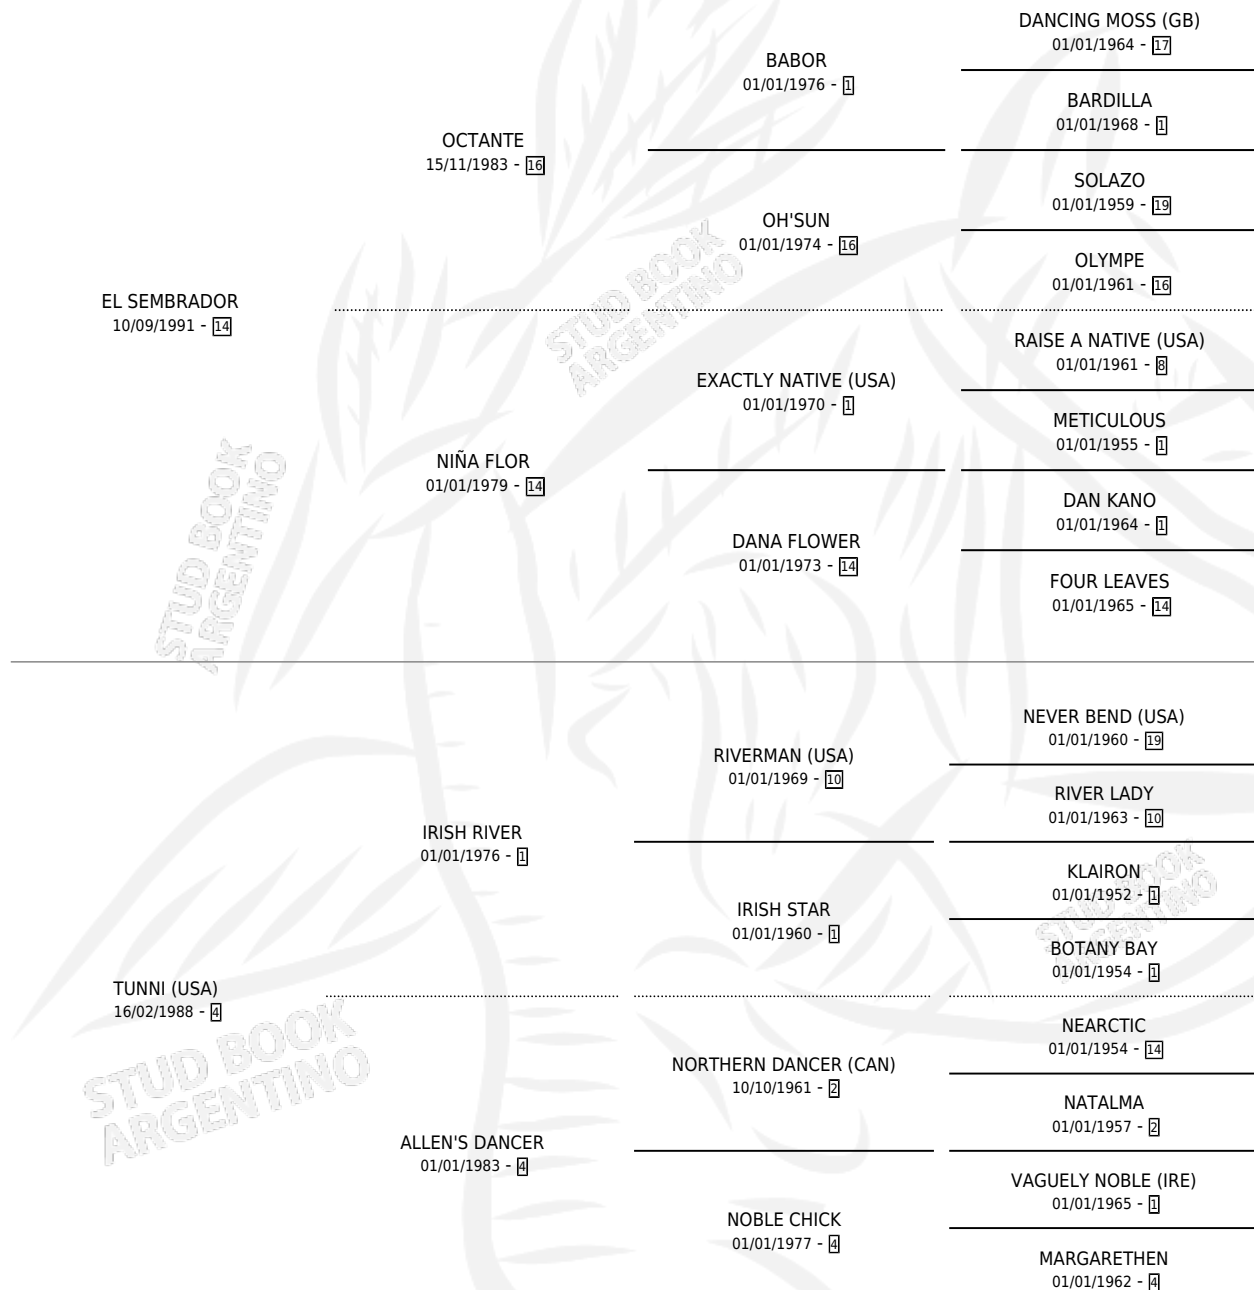 DANCING MOSS (GB)
01/01/1964 - 17
BABOR
01/01/1976 - 1
BARDILLA
01/01/1968 - 1
OCTANTE
15/11/1983 - 16
SOLAZO
01/01/1959 - 19
OH'SUN
01/01/1974 - 16
OLYMPE
01/01/1961 - 16
EL SEMBRADOR
10/09/1991 - 14
STUD BOOK
ARGENTINO
RAISE A NATIVE (USA)
01/01/1961 - 8
EXACTLY NATIVE (USA)
01/01/1970 - 1
METICULOUS
01/01/1955 - 1
NIÑA FLOR
01/01/1979 - 14
DAN KANO
01/01/1964 - 1
DANA FLOWER
01/01/1973 - 14
FOUR LEAVES
01/01/1965 - 14
STUD BOOK
ARGENTINO
NEVER BEND (USA)
01/01/1960 - 19
RIVERMAN (USA)
01/01/1969 - 10
RIVER LADY
01/01/1963 - 10
IRISH RIVER
01/01/1976 - 1
KLAIRON
01/01/1952 - 1
IRISH STAR
01/01/1960 - 1
STUD BOOK
ARGENTINO
BOTANY BAY
01/01/1954 - 1
TUNNI (USA)
16/02/1988 - 4
STUD BOOK
ARGENTINO
NEARCTIC
01/01/1954 - 14
NORTHERN DANCER (CAN)
10/10/1961 - 2
NATALMA
01/01/1957 - 2
ALLEN'S DANCER
01/01/1983 - 4
VAGUELY NOBLE (IRE)
01/01/1965 - 1
NOBLE CHICK
01/01/1977 - 4
MARGARETHEN
01/01/1962 - 4